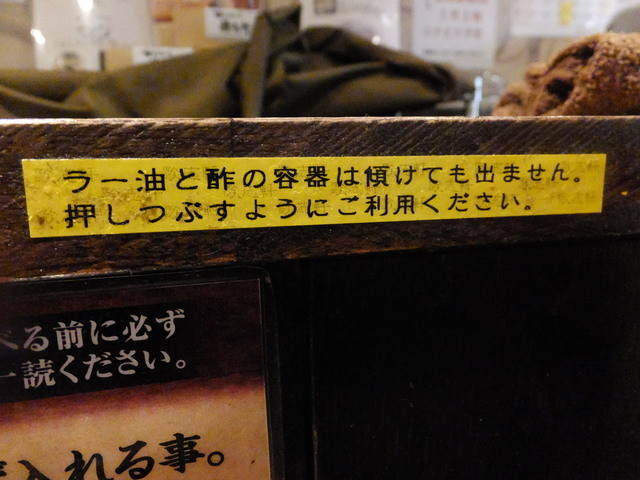 ラー油と酢の容器は傾けても出ません。
押しつぶすようにご利用ください。
べる前に必ず
一読ください。
入れる事。